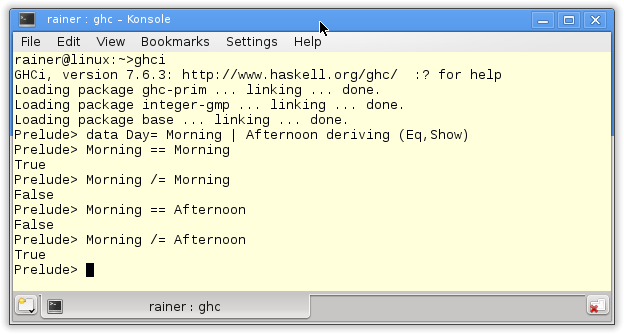 rainer : ghc – Konsole
File Edit View Bookmarks Settings Help
rainer@linux:~>ghci
GHCi, version 7.6.3: http://www.haskell.org/ghc/  :? for help
Loading package ghc-prim ... linking ... done.
Loading package integer-gmp ... linking ... done.
Loading package base ... linking ... done.
Prelude> data Day= Morning | Afternoon deriving (Eq,Show)
Prelude> Morning == Morning
True
Prelude> Morning /= Morning
False
Prelude> Morning == Afternoon
False
Prelude> Morning /= Afternoon
True
Prelude>
rainer : ghc